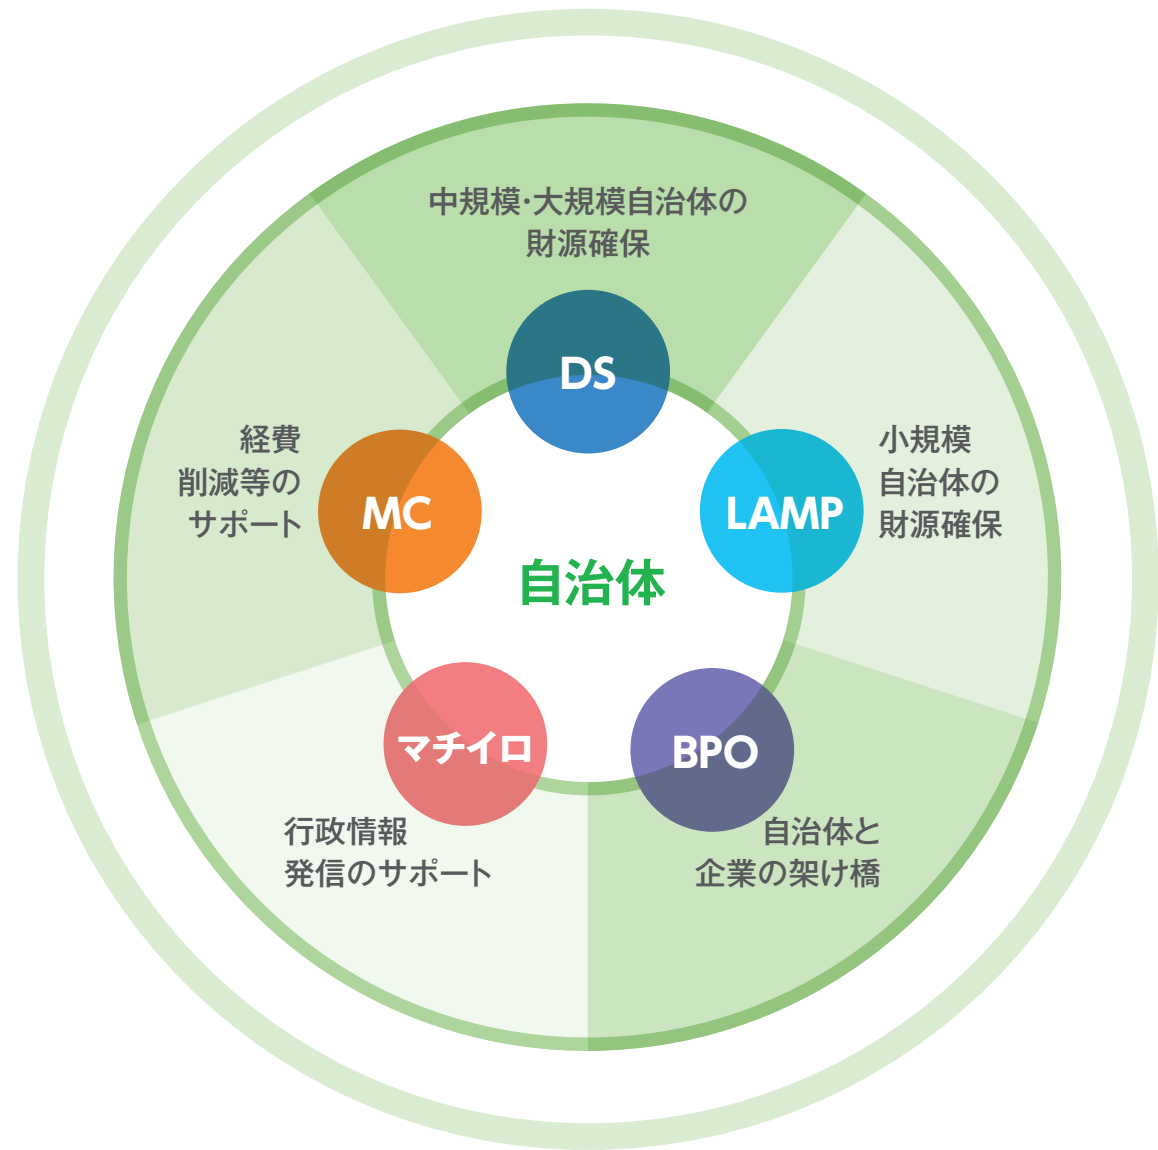 中規模・大規模自治体の
財源確保
DS
経費
削減等の
サポート
MC
LAMP
小規模
自治体の
財源確保
自治体
マチイロ
BPO
行政情報
発信のサポート
自治体と
企業の架け橋